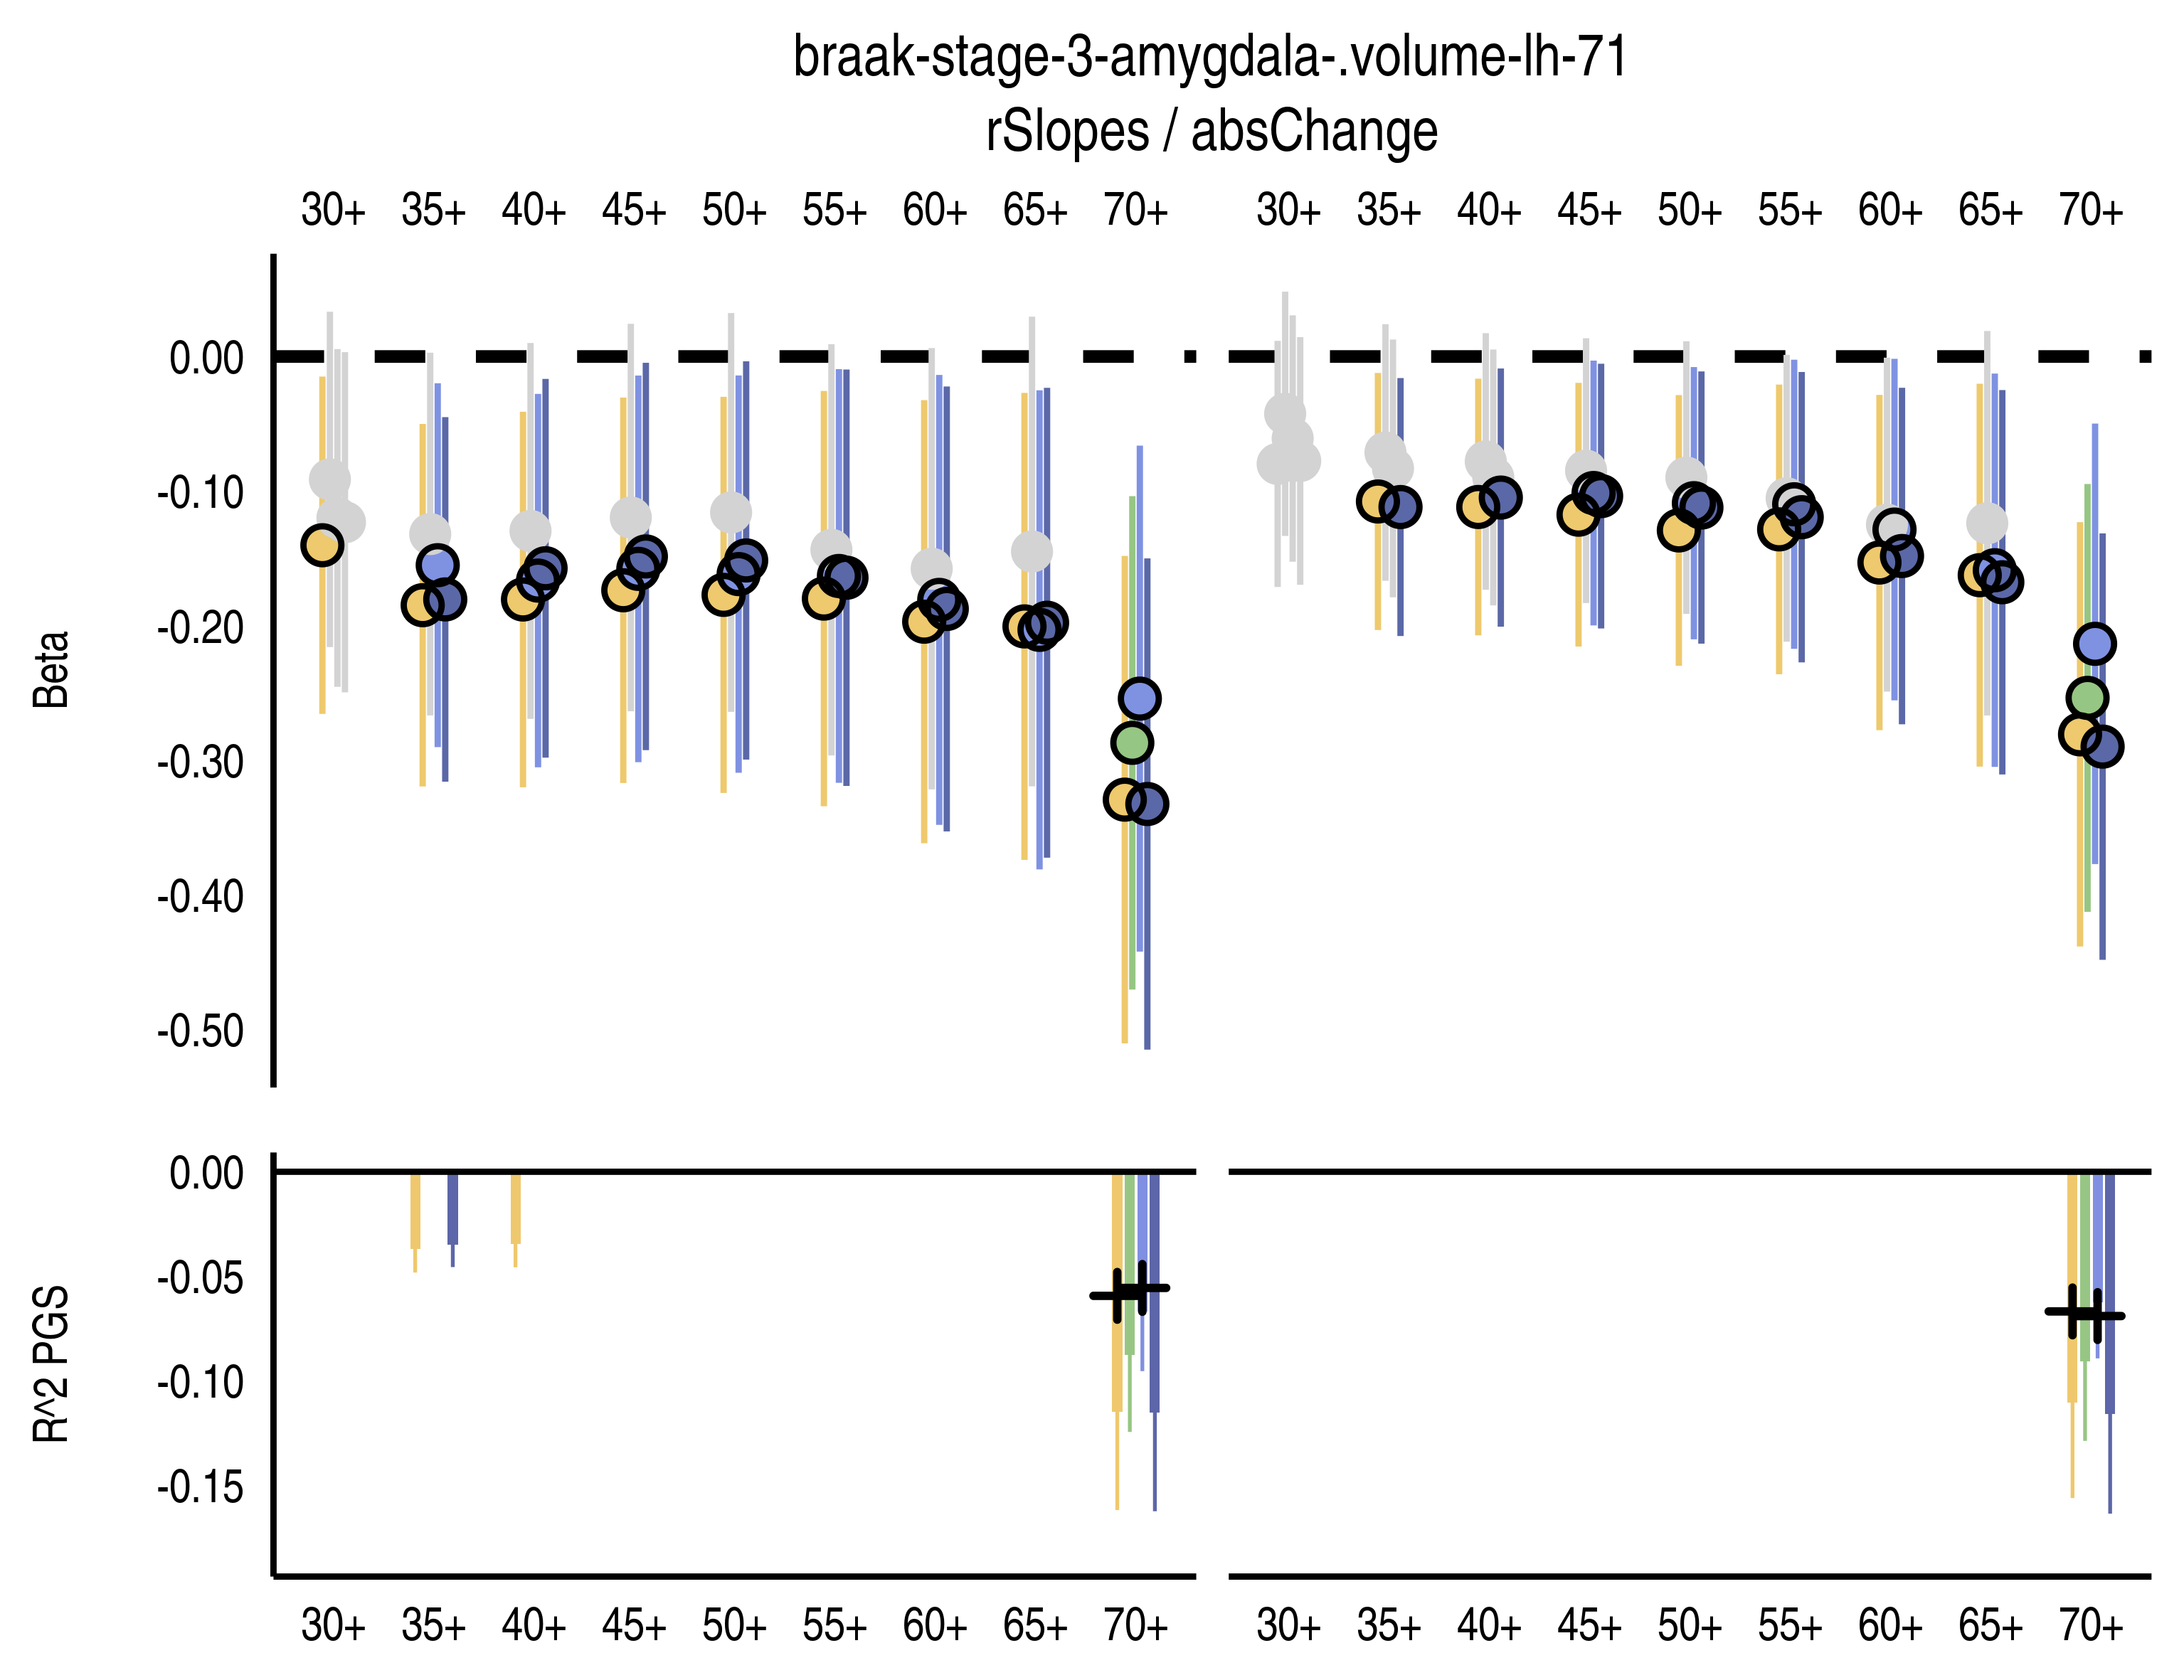 braak-stage-3-amygdala-.volume-lh-71
rSlopes / absChange
30+ 35+ 40+ 45+ 50+ 55+ 60+ 65+ 70+ 30+ 35+ 40+ 45+ 50+ 55+ 60+ 65+ 70+
Beta
0.00
-0.10
-0.20
-0.30
-0.40
-0.50
R^2 PGS
0.00
-0.05
-0.10
-0.15
30+ 35+ 40+ 45+ 50+ 55+ 60+ 65+ 70+ 30+ 35+ 40+ 45+ 50+ 55+ 60+ 65+ 70+